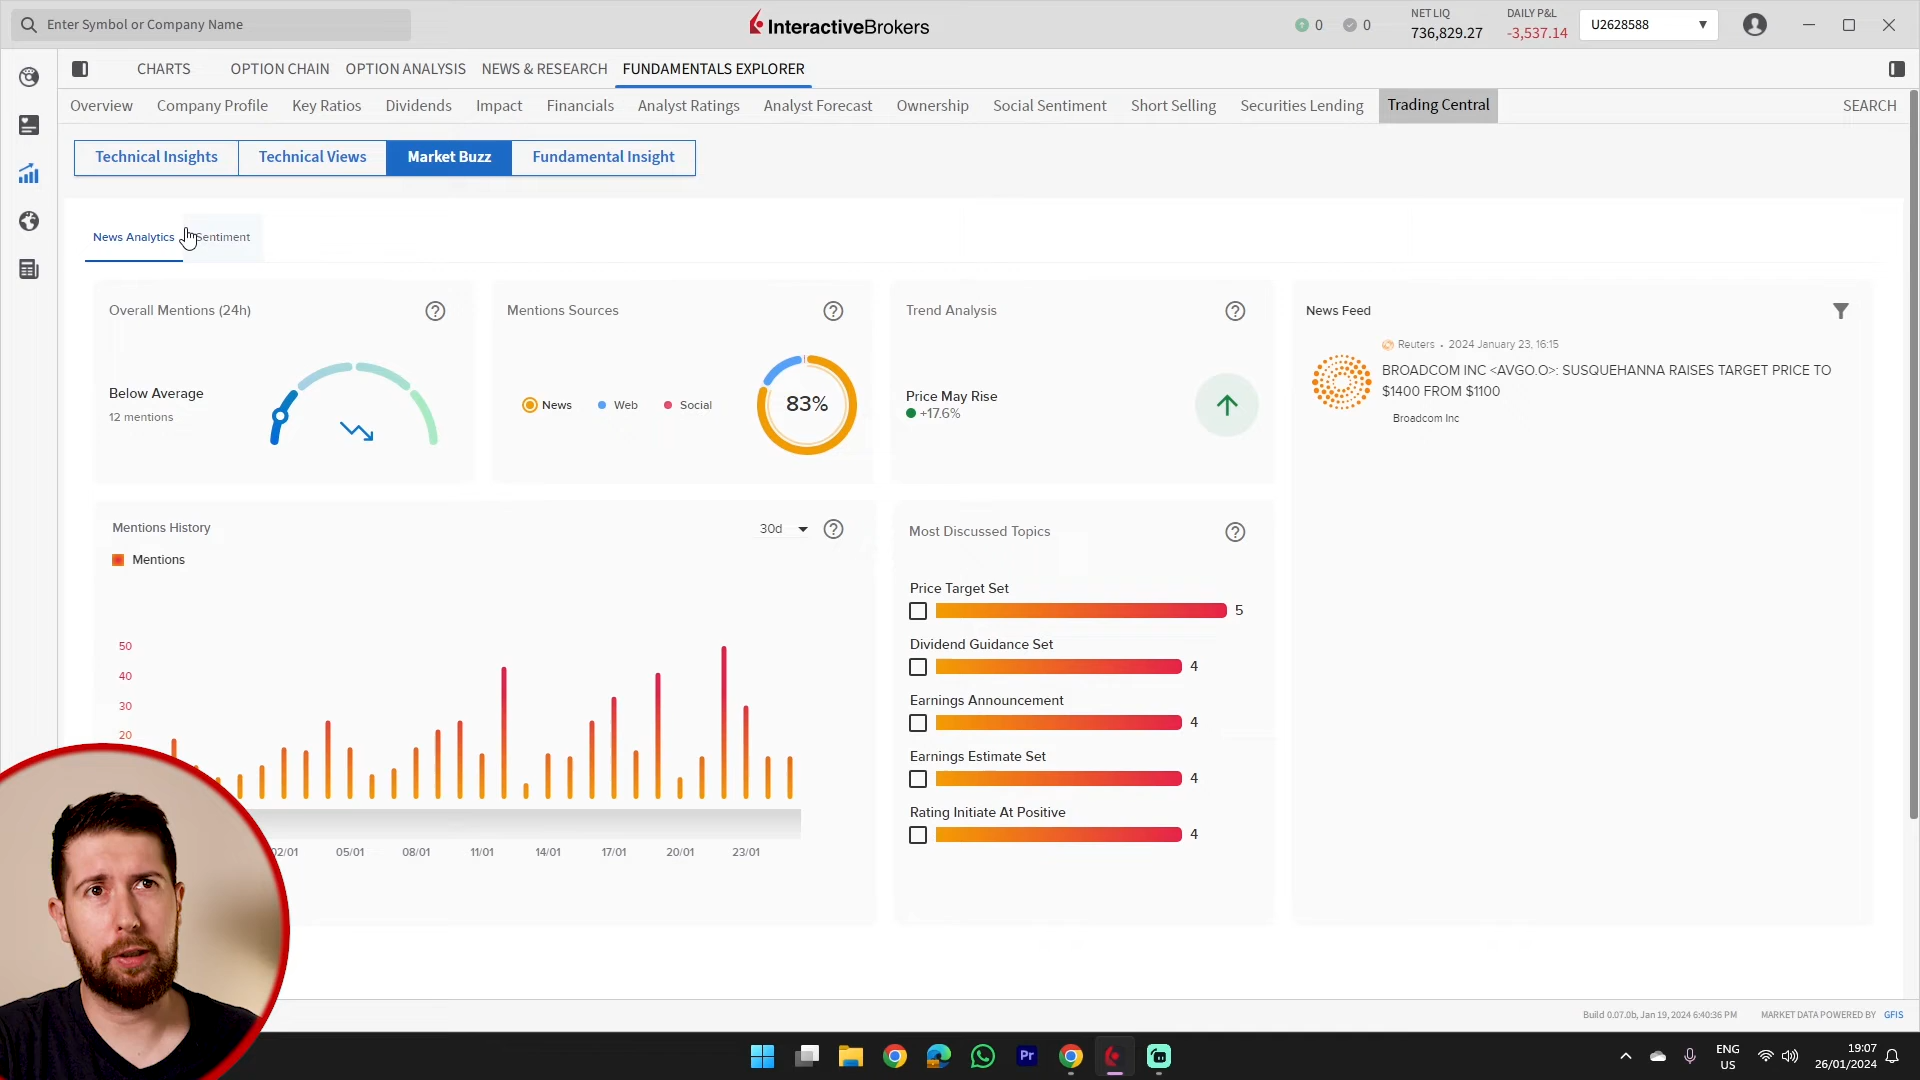 Enter Symbol or Company Name
InteractiveBrokers
0
0
NET LIQ
736,829.27
DAILY P&L
-3,537.14
U2628588
CHARTS
OPTION CHAIN
OPTION ANALYSIS
NEWS & RESEARCH
FUNDAMENTALS EXPLORER
Overview
Company Profile
Key Ratios
Dividends
Impact
Financials
Analyst Ratings
Analyst Forecast
Ownership
Social Sentiment
Short Selling
Securities Lending
Trading Central
SEARCH
Technical Insights
Technical Views
Market Buzz
Fundamental Insight
News Analytics
Sentiment
Overall Mentions (24h)
Below Average
12 mentions
Mentions Sources
News
Web
Social
83%
Trend Analysis
Price May Rise
+17.6%
News Feed
Reuters • 2024 January 23, 16:15
BROADCOM INC <AVGO.O>: SUSQUEHANNA RAISES TARGET PRICE TO
$1400 FROM $1100
Broadcom Inc
Mentions History
30d
Mentions
50
40
30
20
02/01
05/01
08/01
11/01
14/01
17/01
20/01
23/01
Most Discussed Topics
Price Target Set
5
Dividend Guidance Set
4
Earnings Announcement
4
Earnings Estimate Set
4
Rating Initiate At Positive
4
Build 0.07.0b, Jan 19, 2024 6:40:36 PM
MARKET DATA POWERED BY GFIS
Pr
ENG
US
19:07
26/01/2024